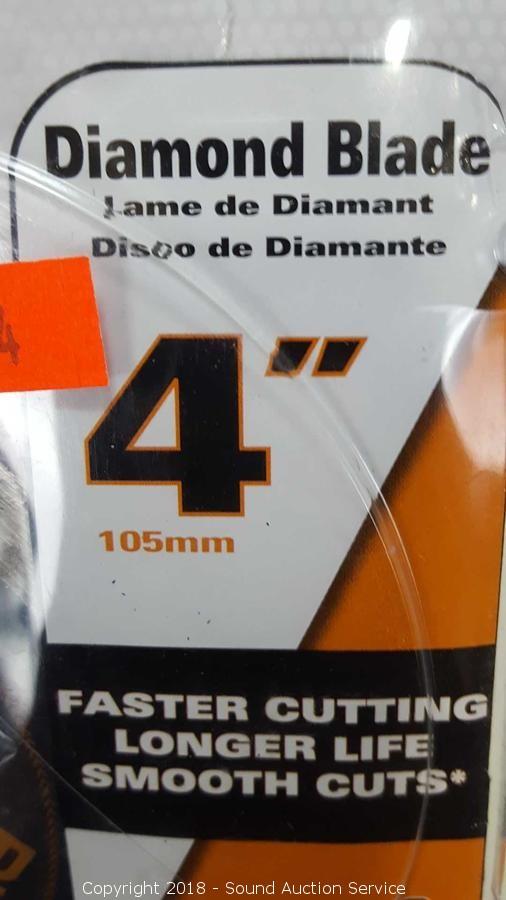 Diamond Blade
Lame de Diamant
Disco de Diamante
4"
105mm
FASTER CUTTING
LONGER LIFE
SMOOTH CUTS*
Copyright 2018 - Sound Auction Service